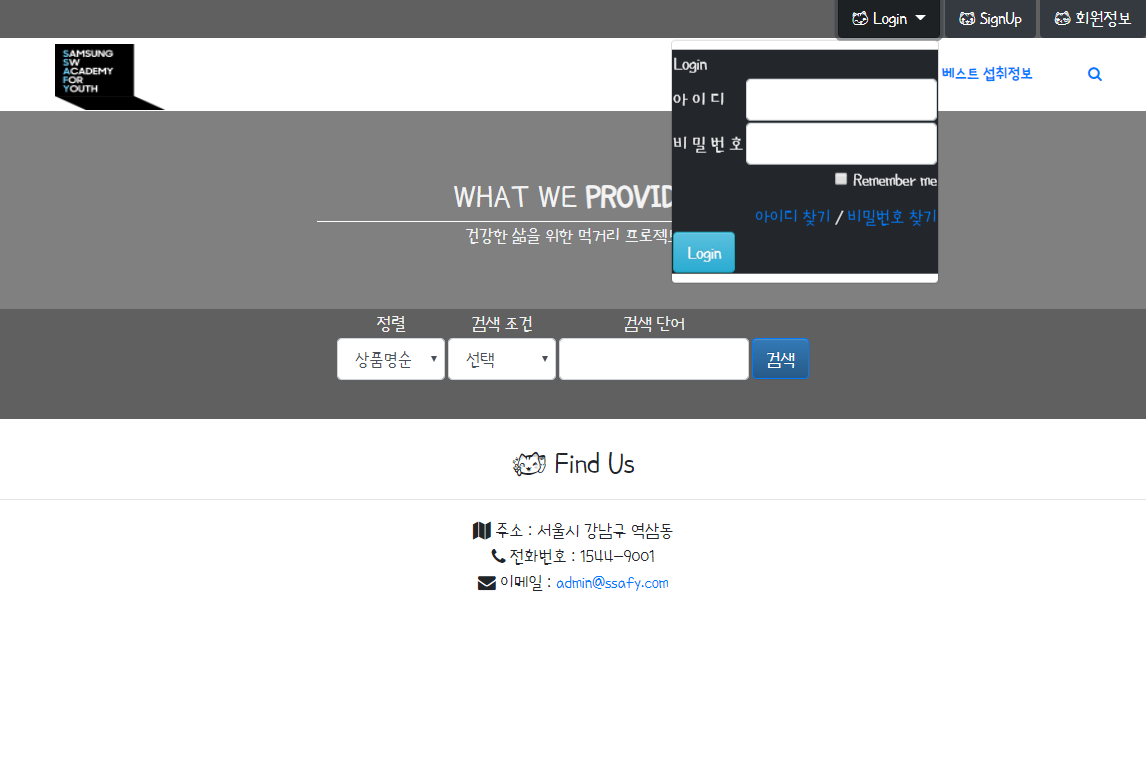 Login
SignUp
회원정보
SAMSUNG
SW
ACADEMY
FOR
YOUTH
베스트 섭취정보
Login
아 이 디
비 밀 번 호
Remember me
아이디 찾기 / 비밀번호 찾기
Login
WHAT WE PROVID
건강한 삶을 위한 먹거리 프로젝트
정렬
검색 조건
검색 단어
상품명순
선택
검색
Find Us
주소 : 서울시 강남구 역삼동
전화번호 : 1544-9001
이메일 : admin@ssafy.com